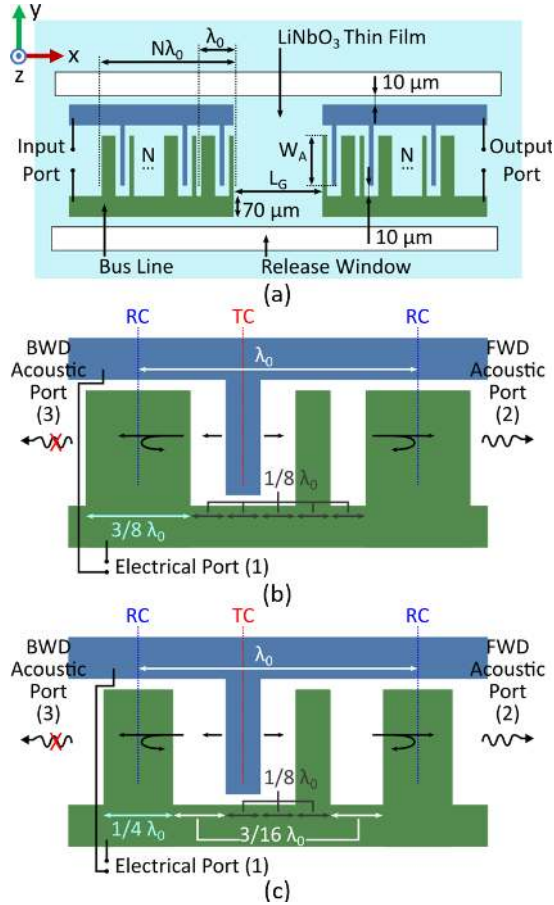 y
x
z
Nλ₀
λ₀
LiNbO₃ Thin Film
10 µm
Input
Port
N
...
W_A
L_G
N
...
Output
Port
70 µm
10 µm
Bus Line
Release Window
(a)
RC
TC
RC
BWD
Acoustic
Port
(3)
λ₀
FWD
Acoustic
Port
(2)
1/8 λ₀
3/8 λ₀
Electrical Port (1)
(b)
RC
TC
RC
BWD
Acoustic
Port
(3)
λ₀
FWD
Acoustic
Port
(2)
1/8 λ₀
1/4 λ₀
3/16 λ₀
Electrical Port (1)
(c)